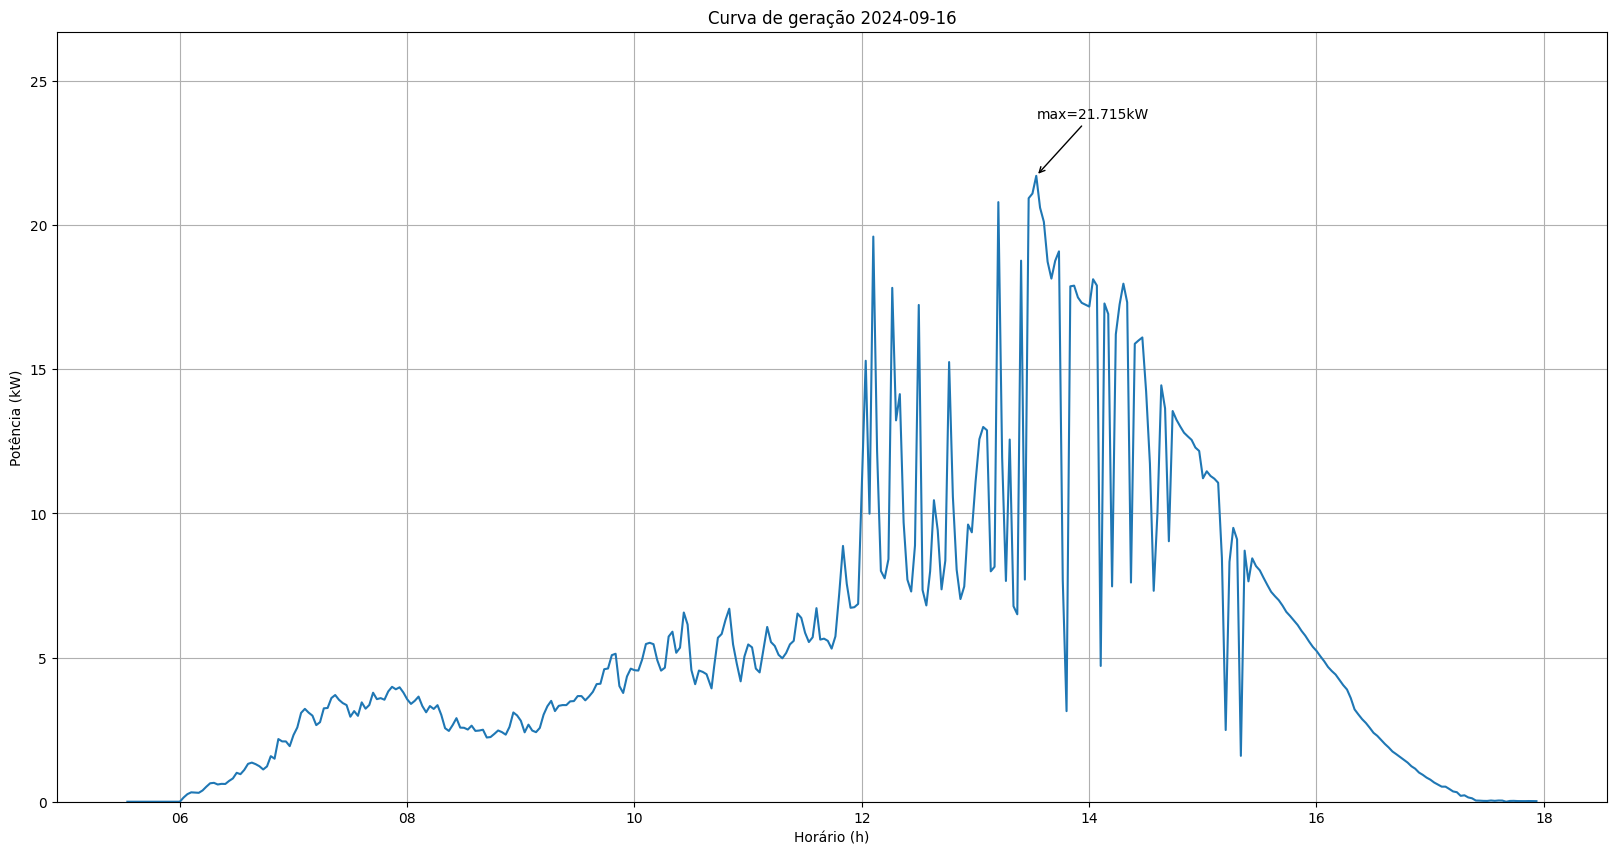 Curva de geração 2024-09-16
25
max=21.715kW
20
15
Potência (kW)
10
5
0
06 08 10 12 14 16 18
Horário (h)